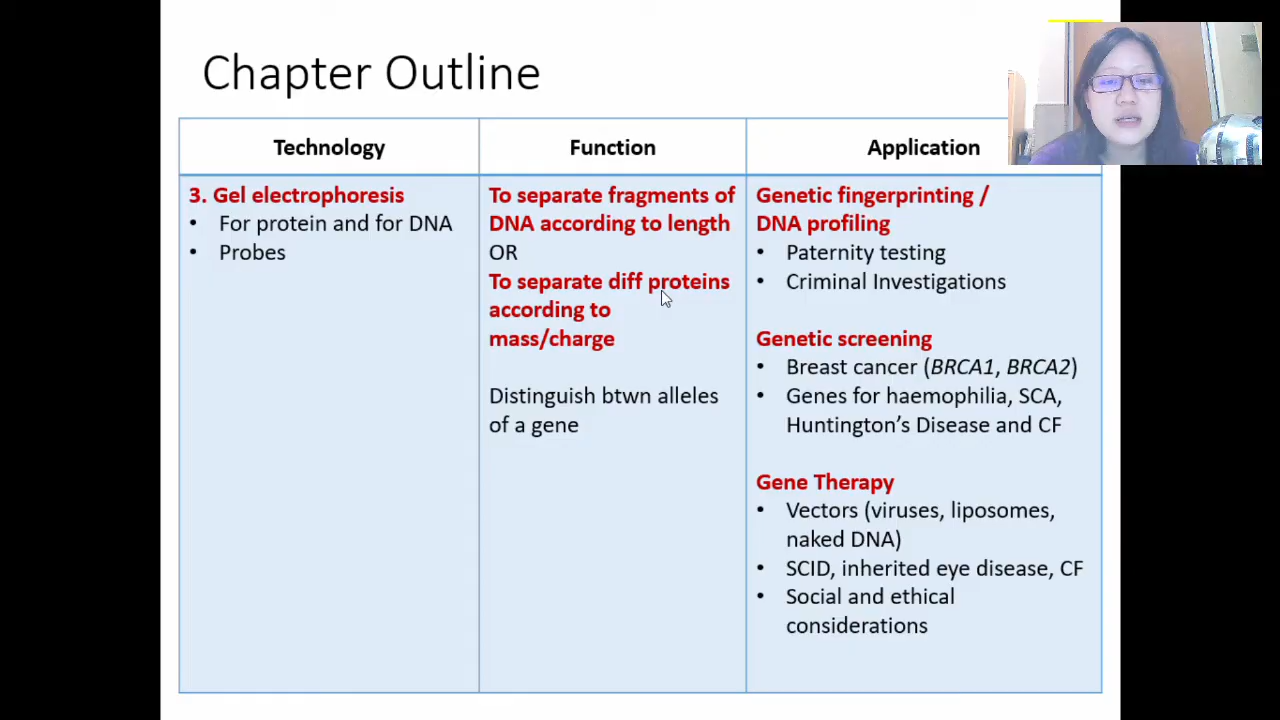 Chapter Outline
Technology
Function
Application
3. Gel electrophoresis
• For protein and for DNA
• Probes
To separate fragments of
DNA according to length
OR
To separate diff proteins
according to
mass/charge
Distinguish btwn alleles
of a gene
Genetic fingerprinting /
DNA profiling
• Paternity testing
• Criminal Investigations
Genetic screening
• Breast cancer (BRCA1, BRCA2)
• Genes for haemophilia, SCA,
Huntington's Disease and CF
Gene Therapy
• Vectors (viruses, liposomes,
naked DNA)
• SCID, inherited eye disease, CF
• Social and ethical
considerations